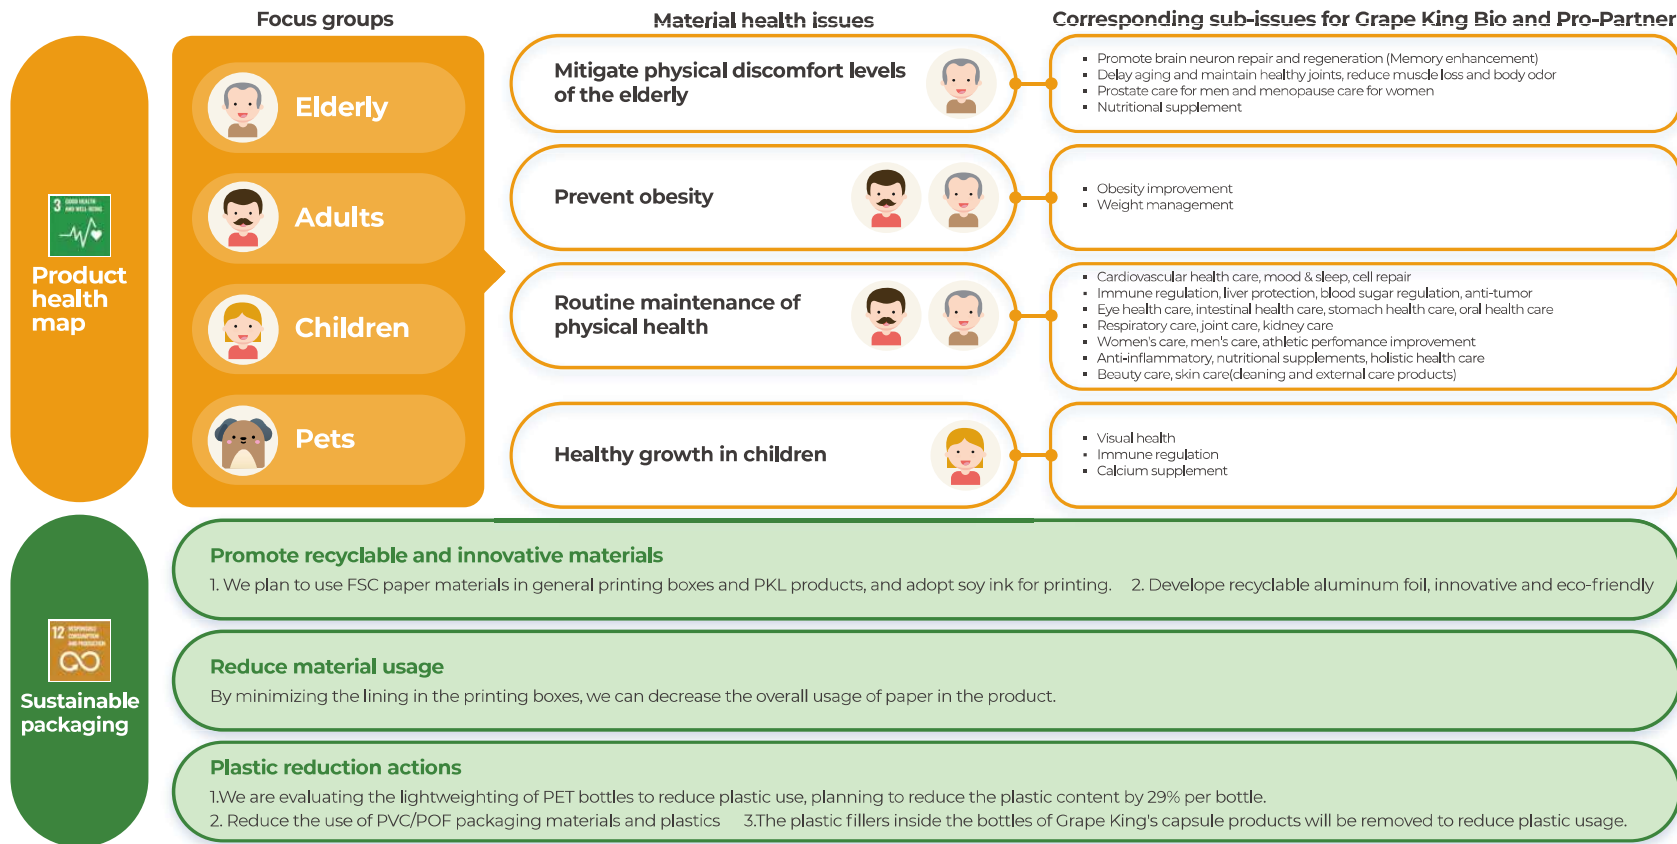 Focus groups
Material health issues
Corresponding sub-issues for Grape King Bio and Pro-Partner
3 GOOD HEALTH
AND WELL-BEING
Product
health
map
Elderly
Adults
Children
Pets
Mitigate physical discomfort levels
of the elderly
▪ Promote brain neuron repair and regeneration (Memory enhancement)
▪ Delay aging and maintain healthy joints, reduce muscle loss and body odor
▪ Prostate care for men and menopause care for women
▪ Nutritional supplement
Prevent obesity
▪ Obesity improvement
▪ Weight management
Routine maintenance of
physical health
▪ Cardiovascular health care, mood & sleep, cell repair
▪ Immune regulation, liver protection, blood sugar regulation, anti-tumor
▪ Eye health care, intestinal health care, stomach health care, oral health care
▪ Respiratory care, joint care, kidney care
▪ Women's care, men's care, athletic perfomance improvement
▪ Anti-inflammatory, nutritional supplements, holistic health care
▪ Beauty care, skin care(cleaning and external care products)
Healthy growth in children
▪ Visual health
▪ Immune regulation
▪ Calcium supplement
12 RESPONSIBLE
CONSUMPTION
AND PRODUCTION
Sustainable
packaging
Promote recyclable and innovative materials
1. We plan to use FSC paper materials in general printing boxes and PKL products, and adopt soy ink for printing. 2. Develope recyclable aluminum foil, innovative and eco-friendly
Reduce material usage
By minimizing the lining in the printing boxes, we can decrease the overall usage of paper in the product.
Plastic reduction actions
1.We are evaluating the lightweighting of PET bottles to reduce plastic use, planning to reduce the plastic content by 29% per bottle.
2. Reduce the use of PVC/POF packaging materials and plastics 3.The plastic fillers inside the bottles of Grape King's capsule products will be removed to reduce plastic usage.